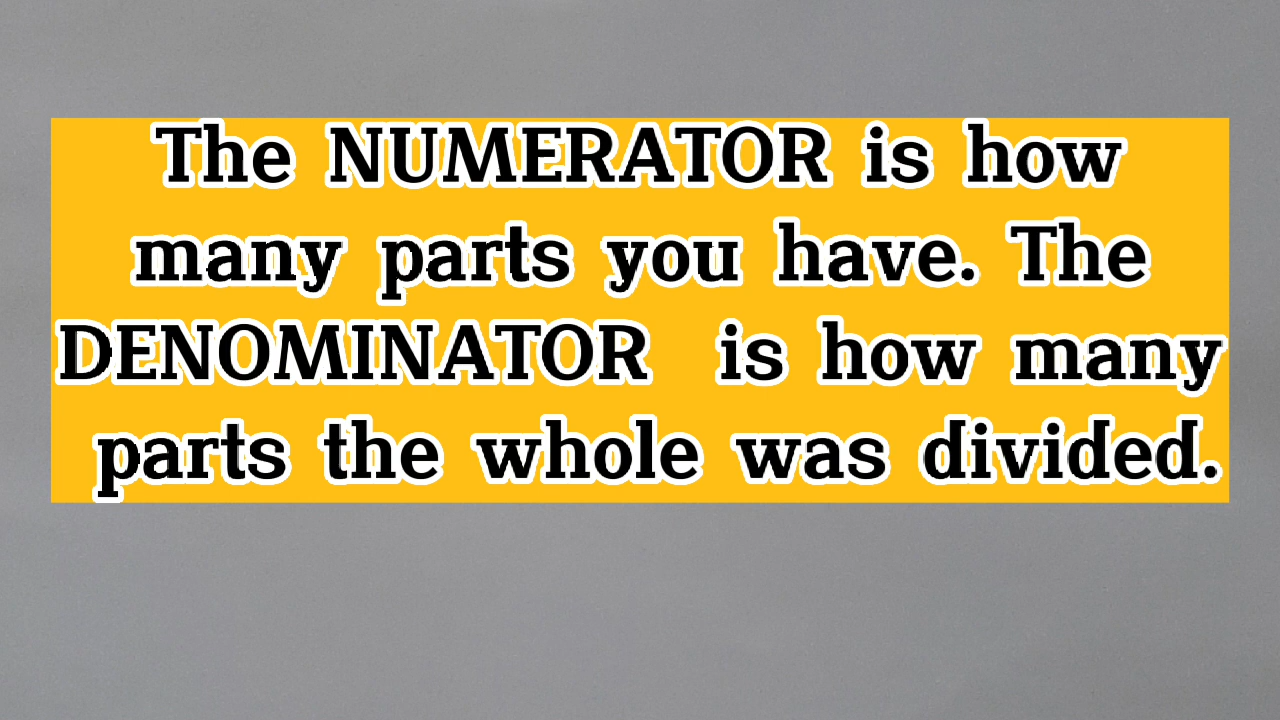 The NUMERATOR is how
many parts you have. The
DENOMINATOR is how many
parts the whole was divided.